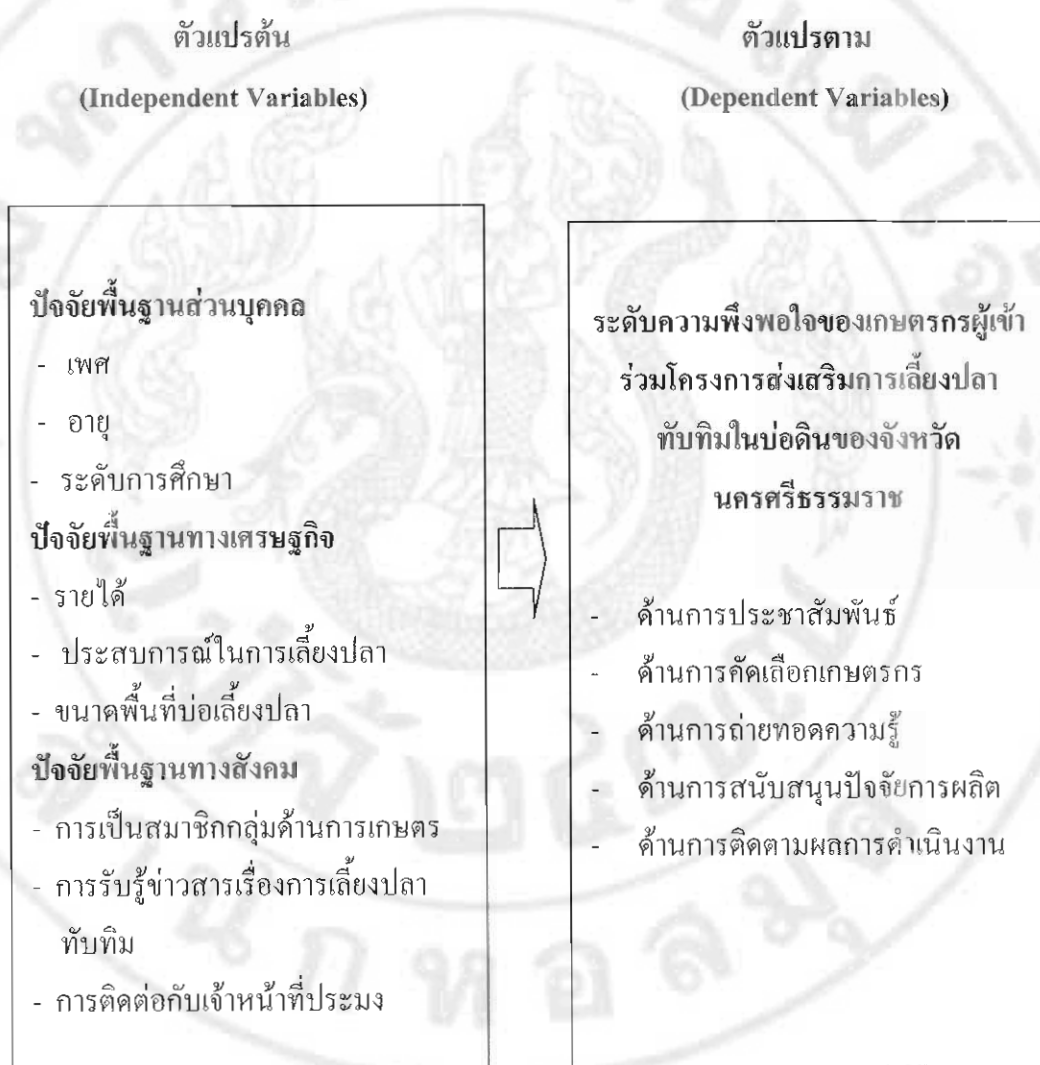 ตัวแปรต้น
(Independent Variables)
ปัจจัยพื้นฐานส่วนบุคคล
- เพศ
- อายุ
- ระดับการศึกษา
ปัจจัยพื้นฐานทางเศรษฐกิจ
- รายได้
- ประสบการณ์ในการเลี้ยงปลา
- ขนาดพื้นที่บ่อเลี้ยงปลา
ปัจจัยพื้นฐานทางสังคม
- การเป็นสมาชิกกลุ่มด้านการเกษตร
- การรับรู้ข่าวสารเรื่องการเลี้ยงปลา
ทับทิม
- การติดต่อกับเจ้าหน้าที่ประมง
ตัวแปรตาม
(Dependent Variables)
ระดับความพึงพอใจของเกษตรกรผู้เข้า
ร่วมโครงการส่งเสริมการเลี้ยงปลา
ทับทิมในบ่อดินของจังหวัด
นครศรีธรรมราช
- ด้านการประชาสัมพันธ์
- ด้านการคัดเลือกเกษตรกร
- ด้านการถ่ายทอดความรู้
- ด้านการสนับสนุนปัจจัยการผลิต
- ด้านการติดตามผลการดำเนินงาน